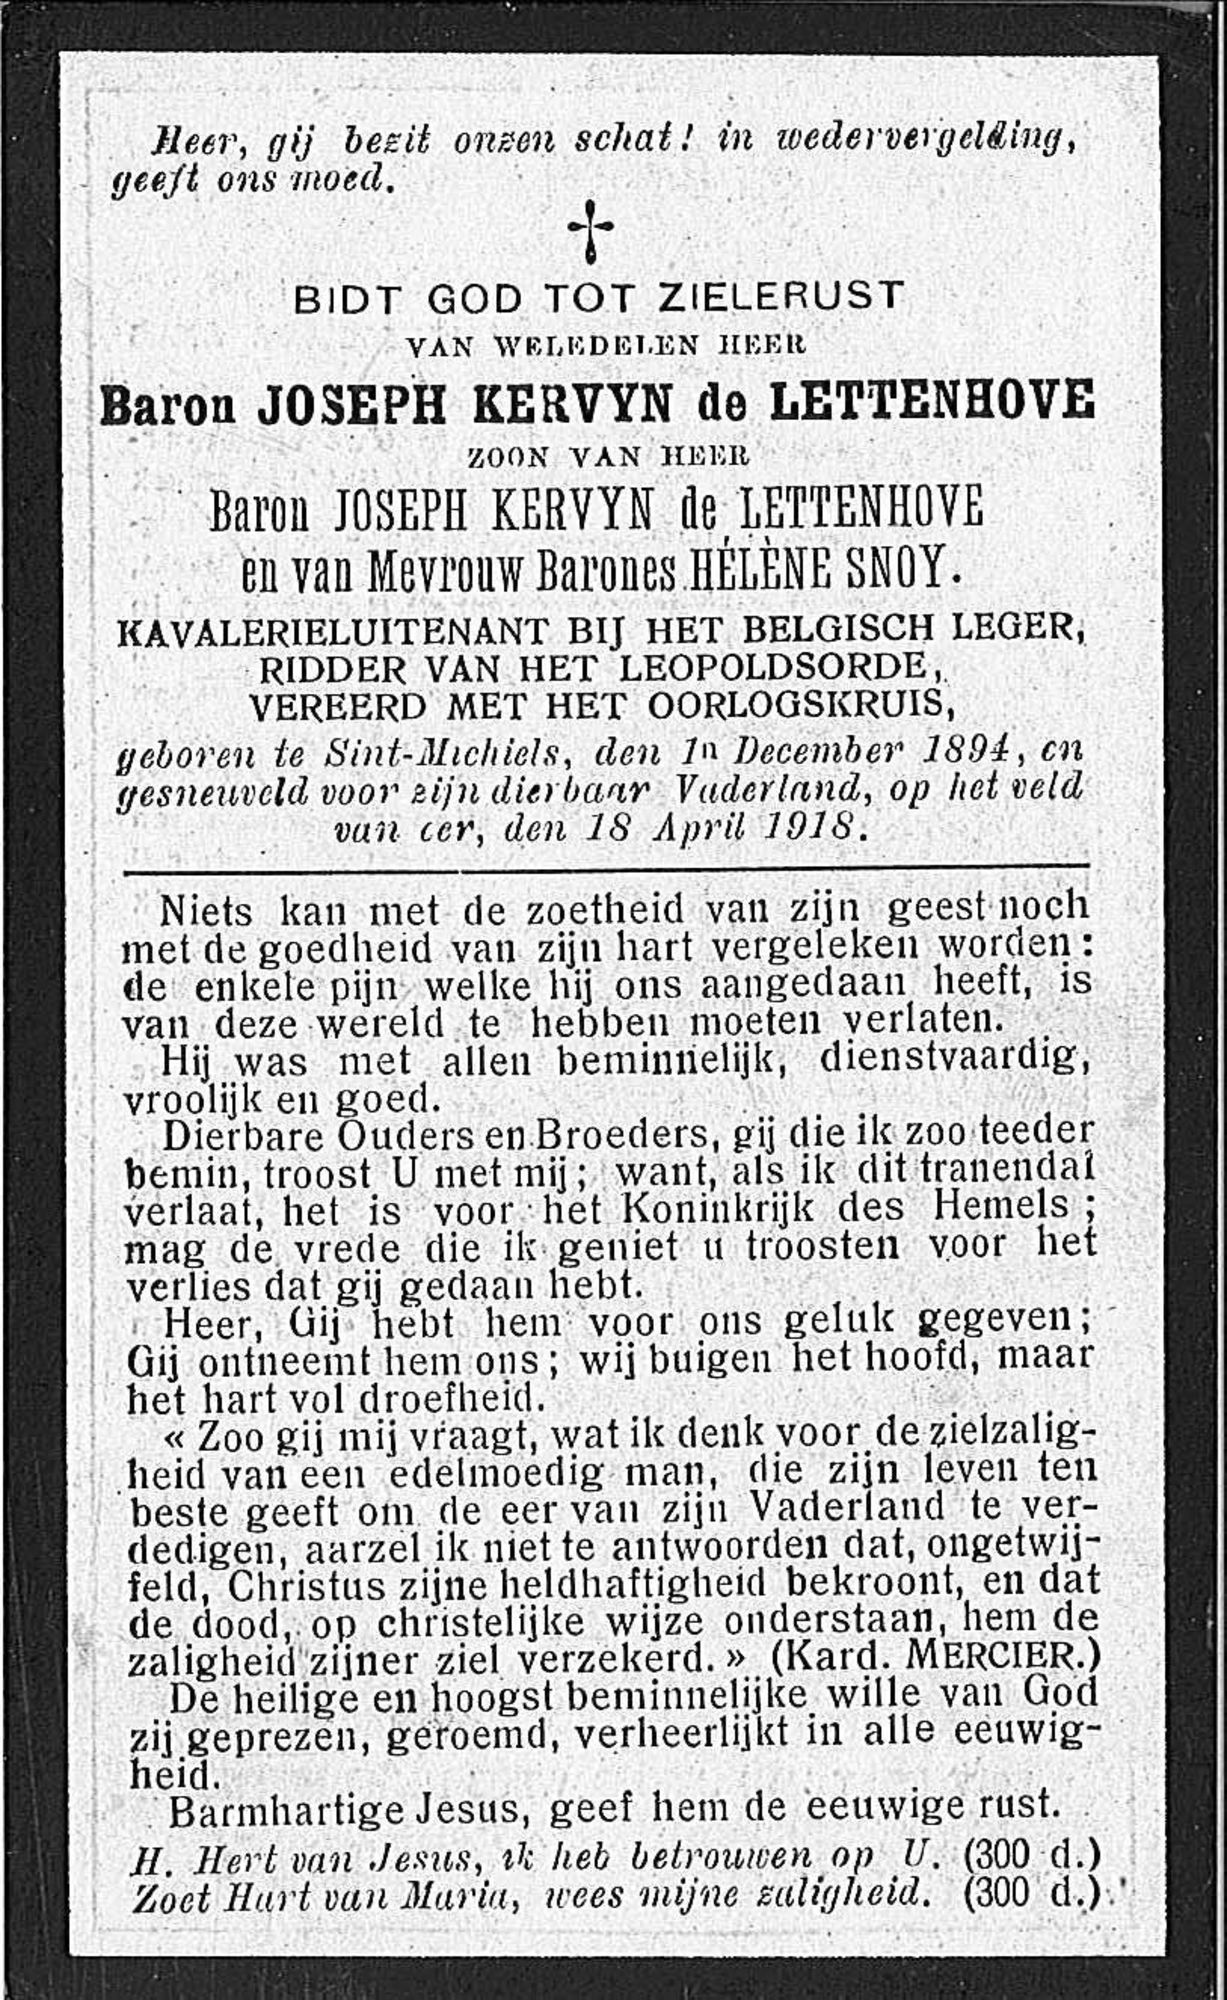 Heer, gij bezit onzen schat! in wedervergelding,
geeft ons moed.
BIDT GOD TOT ZIELERUST
VAN WELEDELEN HEER
Baron JOSEPH KERVYN de LETTENHOVE
ZOON VAN HEER
Baron JOSEPH KERVYN de LETTENHOVE
en van Mevrouw Barones HÉLÈNE SNOY.
KAVALERIELUITENANT BIJ HET BELGISCH LEGER,
RIDDER VAN HET LEOPOLDSORDE,
VEREERD MET HET OORLOGSKRUIS,
geboren te Sint-Michiels, den 1n December 1894, en
gesneuveld voor zijn dierbaar Vaderland, op het veld
van eer, den 18 April 1918.
Niets kan met de zoetheid van zijn geest noch
met de goedheid van zijn hart vergeleken worden :
de enkele pijn welke hij ons aangedaan heeft, is
van deze wereld te hebben moeten verlaten.
Hij was met allen beminnelijk, dienstvaardig,
vroolijk en goed.
Dierbare Ouders en Broeders, gij die ik zoo teeder
bemin, troost U met mij ; want, als ik dit tranendal
verlaat, het is voor het Koninkrijk des Hemels ;
mag de vrede die ik geniet u troosten voor het
verlies dat gij gedaan hebt.
Heer, Gij hebt hem voor ons geluk gegeven ;
Gij ontneemt hem ons ; wij buigen het hoofd, maar
het hart vol droefheid.
« Zoo gij mij vraagt, wat ik denk voor de zielzalig-
heid van een edelmoedig man, die zijn leven ten
beste geeft om de eer van zijn Vaderland te ver-
dedigen, aarzel ik niet te antwoorden dat, ongetwij-
feld, Christus zijne heldhaftigheid bekroont, en dat
de dood, op christelijke wijze onderstaan, hem de
zaligheid zijner ziel verzekerd. » (Kard. MERCIER.)
De heilige en hoogst beminnelijke wille van God
zij geprezen, geroemd, verheerlijkt in alle eeuwig-
heid.
Barmhartige Jesus, geef hem de eeuwige rust.
H. Hert van Jesus, ik heb betrouwen op U. (300 d.)
Zoet Hart van Maria, wees mijne zaligheid. (300 d.)